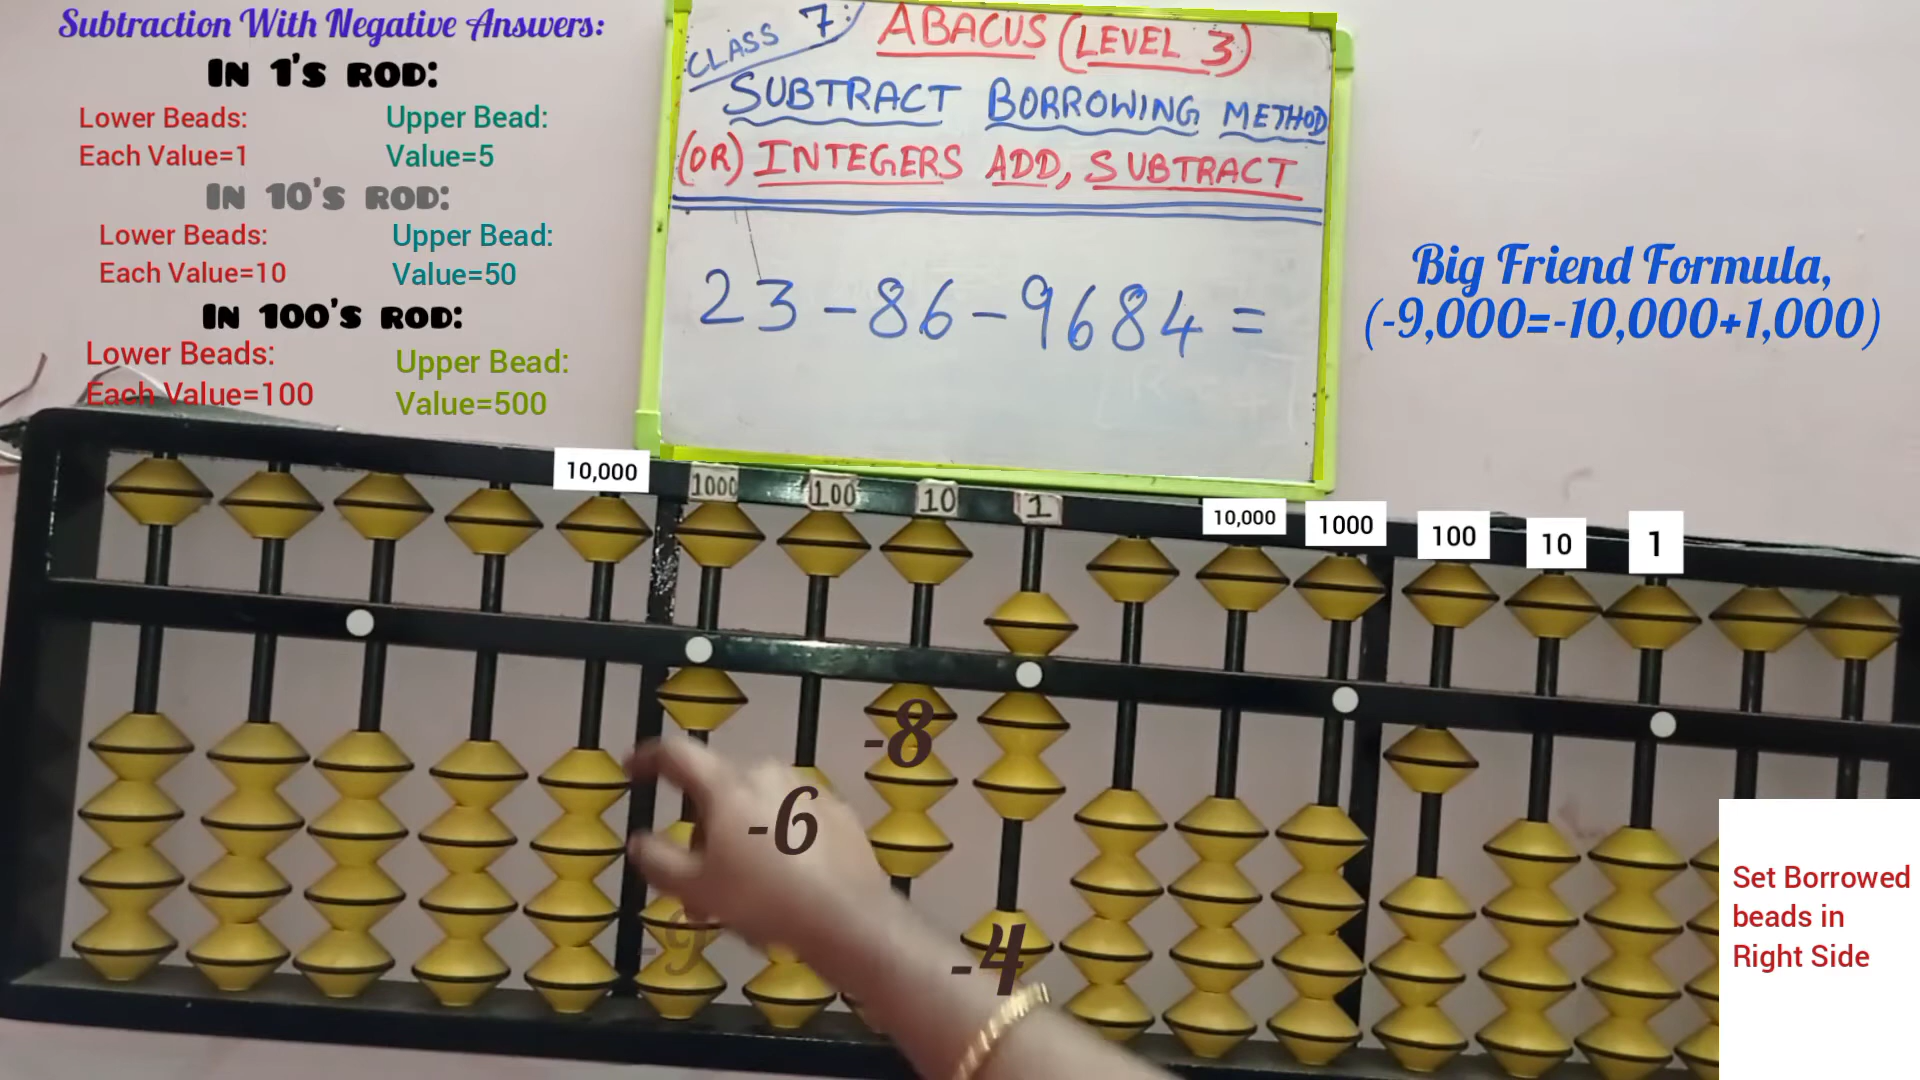 Subtraction With Negative Answers:
In 1's rod:
Lower Beads:
Each Value=1
Upper Bead:
Value=5
In 10's rod:
Lower Beads:
Each Value=10
Upper Bead:
Value=50
In 100's rod:
Lower Beads:
Each Value=100
Upper Bead:
Value=500
CLASS 7:
ABACUS (LEVEL 3)
SUBTRACT BORROWING METHOD
(OR) INTEGERS ADD, SUBTRACT
23-86-9684=
Big Friend Formula,
(-9,000=-10,000+1,000)
10,000
1000
100
10
1
10,000
1000
100
10
1
-8
-6
-9
-4
Set Borrowed
beads in
Right Side